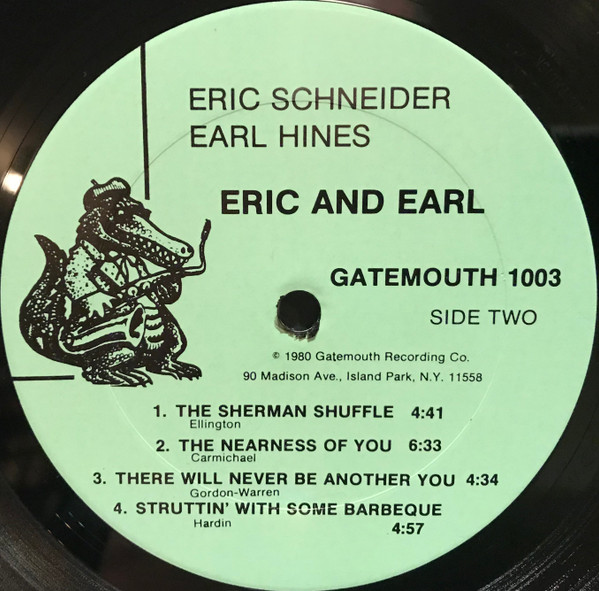 ERIC SCHNEIDER
EARL HINES
ERIC AND EARL
GATEMOUTH 1003
SIDE TWO
© 1980 Gatemouth Recording Co.
90 Madison Ave., Island Park, N.Y. 11558
1. THE SHERMAN SHUFFLE 4:41
Ellington
2. THE NEARNESS OF YOU 6:33
Carmichael
3. THERE WILL NEVER BE ANOTHER YOU 4:34
Gordon-Warren
4. STRUTTIN' WITH SOME BARBEQUE
Hardin 4:57